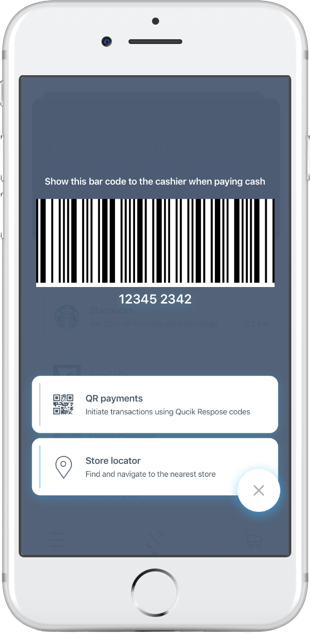 Show this bar code to the cashier when paying cash
12345 2342
QR payments
Initiate transactions using Qucik Respose codes
Store locator
Find and navigate to the nearest store